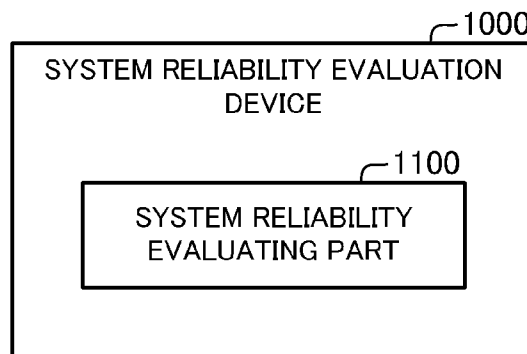 1000
SYSTEM RELIABILITY EVALUATION
DEVICE
1100
SYSTEM RELIABILITY
EVALUATING PART